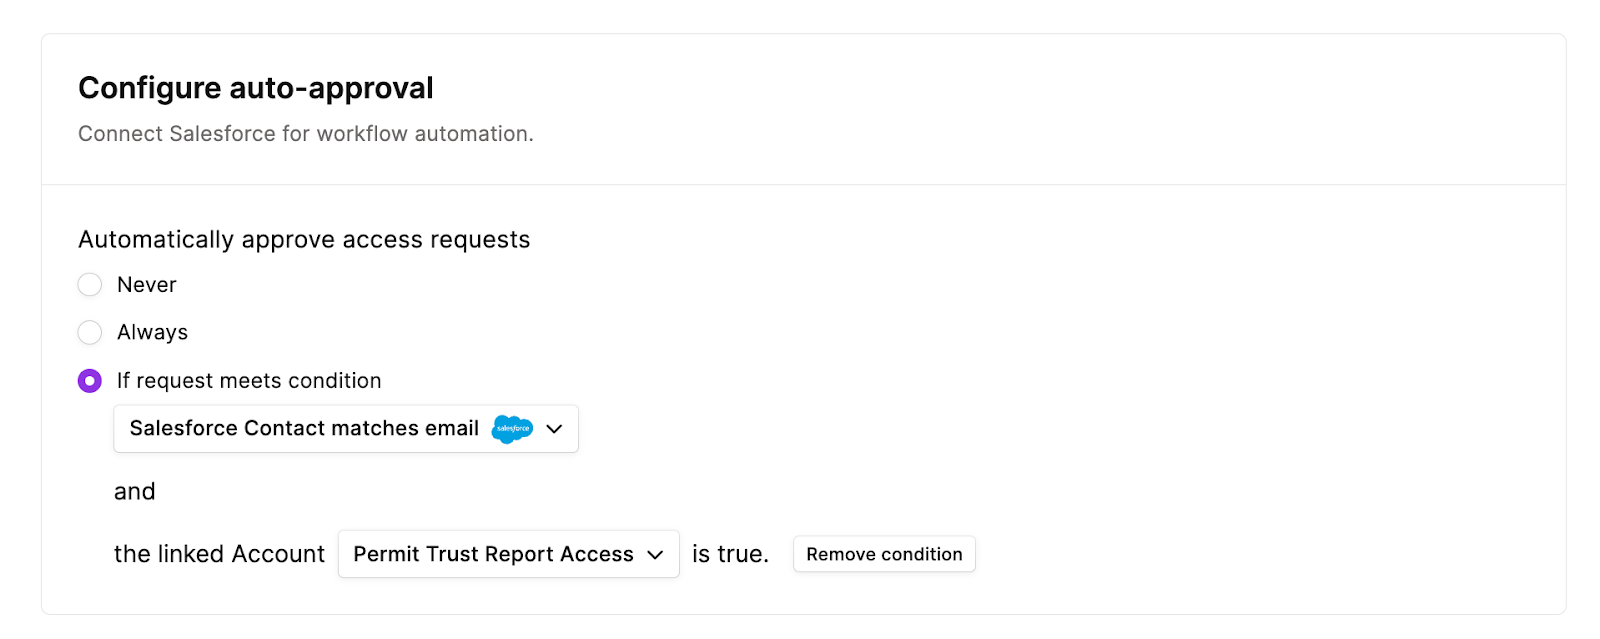 Configure auto-approval
Connect Salesforce for workflow automation.
Automatically approve access requests
Never
Always
If request meets condition
Salesforce Contact matches email salesforce
and
the linked Account Permit Trust Report Access is true. Remove condition